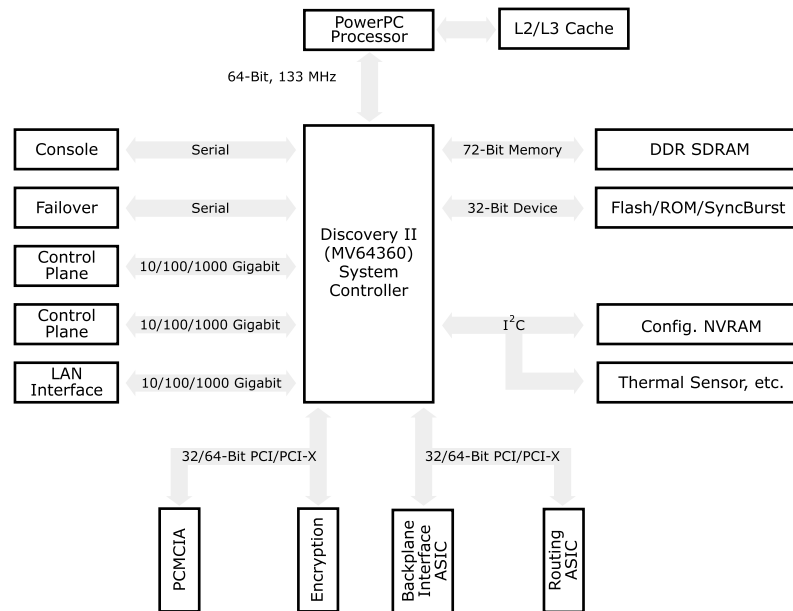 PowerPC
Processor
L2/L3 Cache
64-Bit, 133 MHz
Console
Serial
72-Bit Memory
DDR SDRAM
Failover
Serial
32-Bit Device
Flash/ROM/SyncBurst
Discovery II
(MV64360)
System
Controller
Control
Plane
10/100/1000 Gigabit
Control
Plane
10/100/1000 Gigabit
I²C
Config. NVRAM
LAN
Interface
10/100/1000 Gigabit
Thermal Sensor, etc.
32/64-Bit PCI/PCI-X
32/64-Bit PCI/PCI-X
PCMCIA
Encryption
Backplane
Interface
ASIC
Routing
ASIC